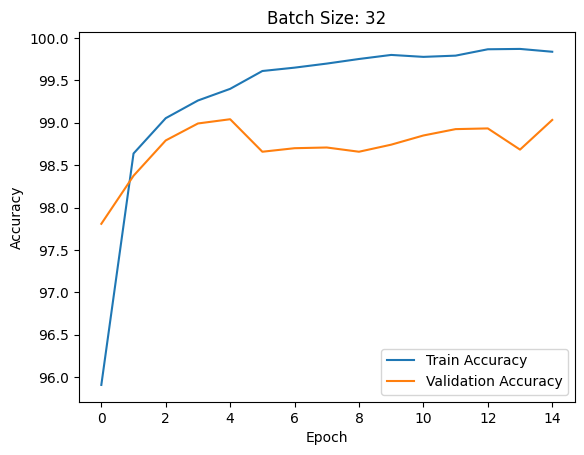 Batch Size: 32
100.0
99.5
99.0
98.5
98.0
97.5
97.0
96.5
96.0
Accuracy
Train Accuracy
Validation Accuracy
0 2 4 6 8 10 12 14
Epoch